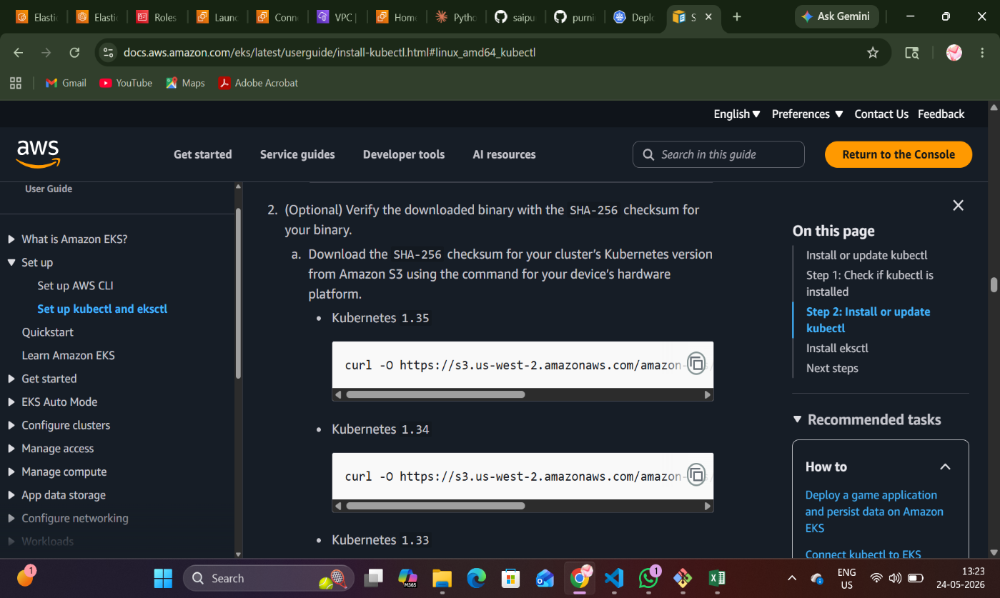 Elastic
Elastic
Roles
Launc
Conne
VPC |
Home
Pytho
saipu
purni
Deplo
S
Ask Gemini
docs.aws.amazon.com/eks/latest/userguide/install-kubectl.html#linux_amd64_kubectl
Gmail
YouTube
Maps
Adobe Acrobat
English
Preferences
Contact Us
Feedback
aws
Get started
Service guides
Developer tools
AI resources
Search in this guide
Return to the Console
User Guide
What is Amazon EKS?
Set up
Set up AWS CLI
Set up kubectl and eksctl
Quickstart
Learn Amazon EKS
Get started
EKS Auto Mode
Configure clusters
Manage access
Manage compute
App data storage
Configure networking
Workloads
2. (Optional) Verify the downloaded binary with the SHA-256 checksum for
your binary.
a. Download the SHA-256 checksum for your cluster's Kubernetes version
from Amazon S3 using the command for your device's hardware
platform.
• Kubernetes 1.35
curl -O https://s3.us-west-2.amazonaws.com/amazon-
• Kubernetes 1.34
curl -O https://s3.us-west-2.amazonaws.com/amazon-
• Kubernetes 1.33
On this page
Install or update kubectl
Step 1: Check if kubectl is
installed
Step 2: Install or update
kubectl
Install eksctl
Next steps
Recommended tasks
How to
Deploy a game application
and persist data on Amazon
EKS
Connect kubectl to EKS
1
Search
M365
1
ENG
US
13:23
24-05-2026